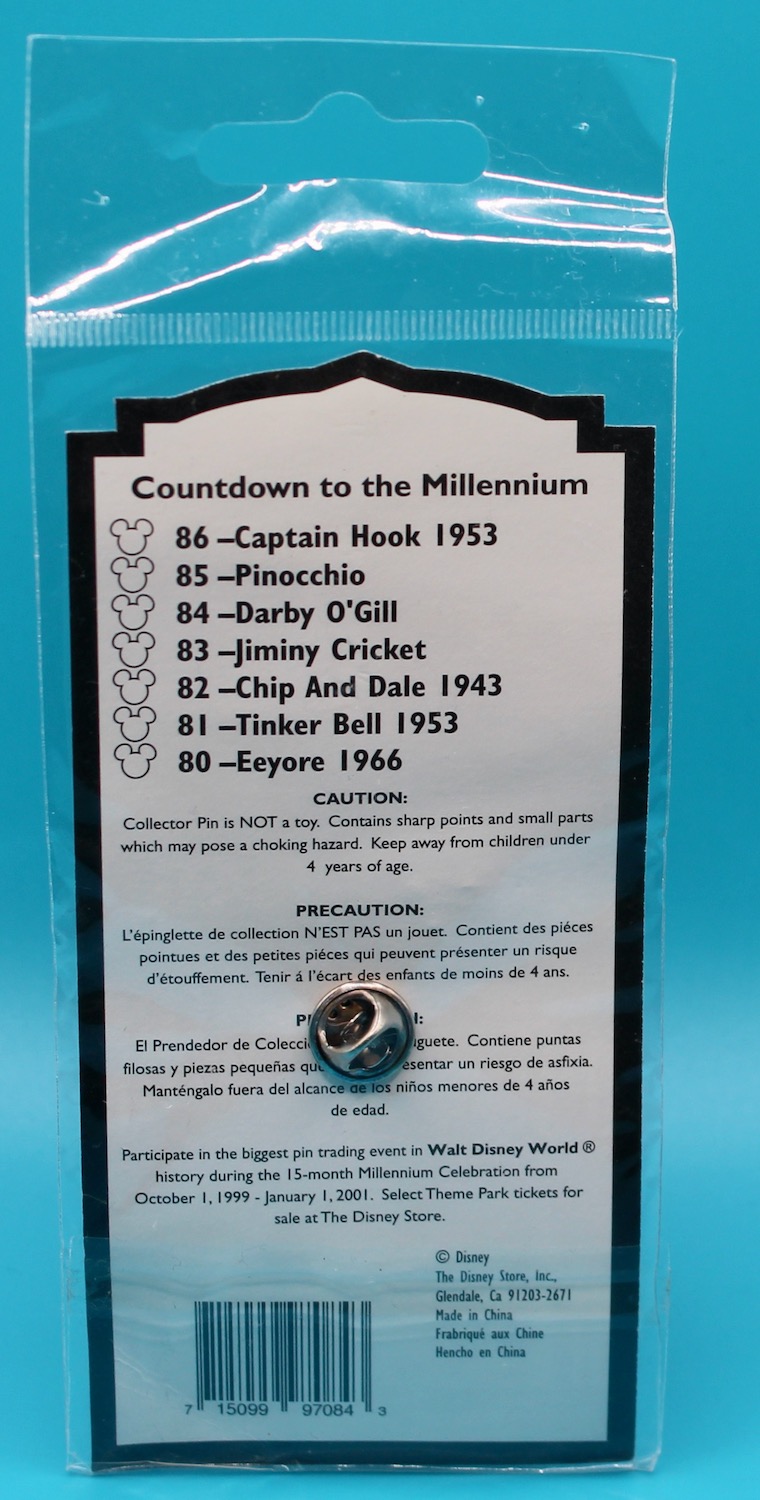 Countdown to the Millennium
86 –Captain Hook 1953
85 –Pinocchio
84 –Darby O'Gill
83 –Jiminy Cricket
82 –Chip And Dale 1943
81 –Tinker Bell 1953
80 –Eeyore 1966
CAUTION:
Collector Pin is NOT a toy. Contains sharp points and small parts
which may pose a choking hazard. Keep away from children under
4 years of age.
PRECAUTION:
L'épinglette de collection N'EST PAS un jouet. Contient des piéces
pointues et des petites piéces qui peuvent présenter un risque
d'étouffement. Tenir á l'écart des enfants de moins de 4 ans.
El Prendedor de Contiene puntas
filosas y piezas pequeñas un riesgo de asfixia.
Manténgalo fuera del alcance de los niños menores de 4 años
de edad.
Participate in the biggest pin trading event in Walt Disney World ®
history during the 15-month Millennium Celebration from
October 1, 1999 - January 1, 2001. Select Theme Park tickets for
sale at The Disney Store.
© Disney
The Disney Store, Inc.,
Glendale, Ca 91203-2671
Made in China
Frabriqué aux Chine
Hencho en China
7 15099 97084 3